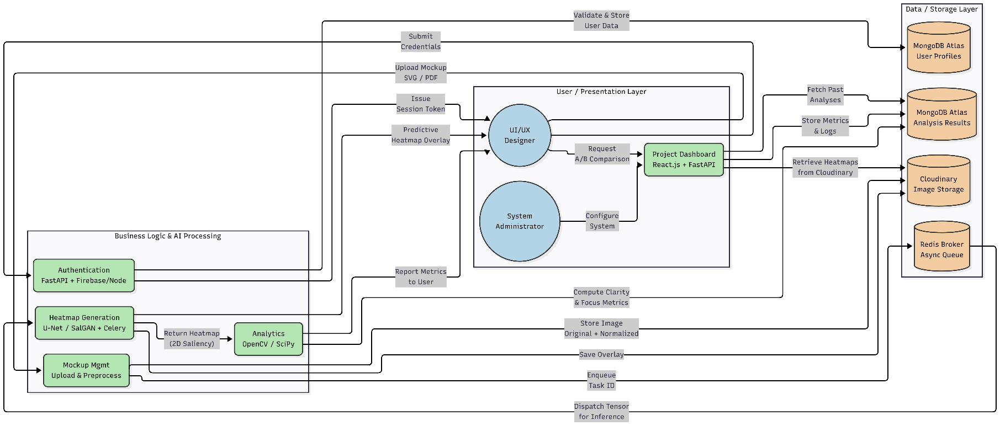 Data / Storage Layer
Validate & Store
User Data
MongoDB Atlas
User Profiles
Submit
Credentials
Upload Mockup
SVG / PDF
User / Presentation Layer
Fetch Past
Analyses
Issue
Session Token
MongoDB Atlas
Analysis Results
Store Metrics
& Logs
Predictive
Heatmap Overlay
UI/UX
Designer
Request
A/B Comparison
Project Dashboard
React.js + FastAPI
Retrieve Heatmaps
from Cloudinary
Cloudinary
Image Storage
System
Administrator
Configure
System
Business Logic & AI Processing
Redis Broker
Async Queue
Authentication
FastAPI + Firebase/Node
Report Metrics
to User
Compute Clarity
& Focus Metrics
Heatmap Generation
U-Net / SalGAN + Celery
Return Heatmap
(2D Saliency)
Analytics
OpenCV / SciPy
Store Image
Original + Normalized
Save Overlay
Mockup Mgmt
Upload & Preprocess
Enqueue
Task ID
Dispatch Tensor
for Inference